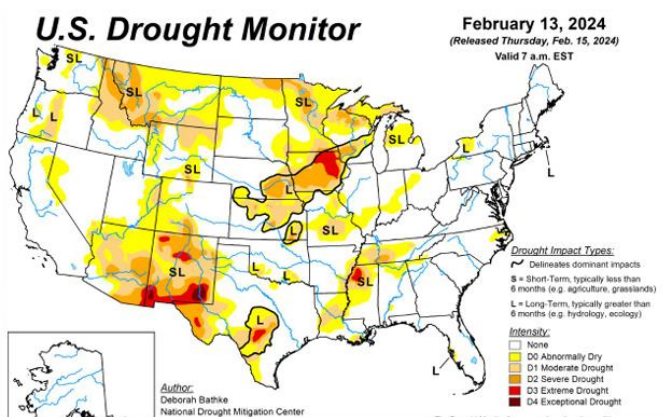 U.S. Drought Monitor
February 13, 2024
(Released Thursday, Feb. 15, 2024)
Valid 7 a.m. EST
SL
SL
SL
L
L
SL
L
SL
L
SL
L
L
SL
SL
L
L
SL
L
L
Drought Impact Types:
Delineates dominant impacts
S = Short-Term, typically less than
6 months (e.g. agriculture, grasslands)
L = Long-Term, typically greater than
6 months (e.g. hydrology, ecology)
Intensity:
None
D0 Abnormally Dry
D1 Moderate Drought
D2 Severe Drought
D3 Extreme Drought
D4 Exceptional Drought
Author:
Deborah Bathke
National Drought Mitigation Center